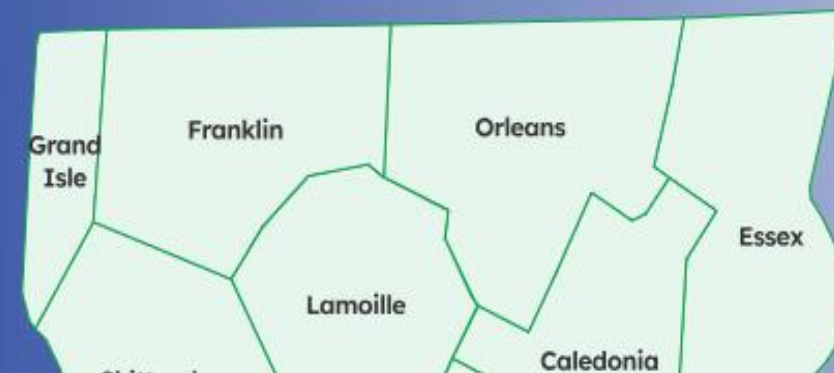 Franklin
Orleans
Grand
Isle
Essex
Lamoille
Caledonia